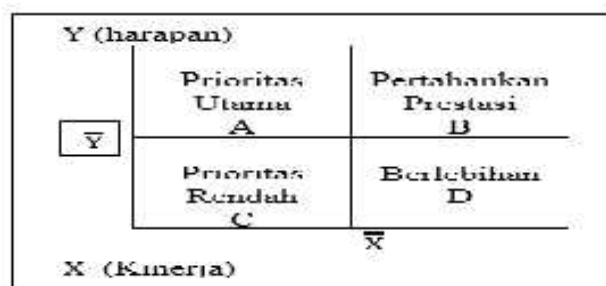 Y (harapan)
Prioritas
Utama
A
Pertahankan
Prestasi
B
Y
Prioritas
Rendah
C
Berlebihan
D
X
X (Kinerja)